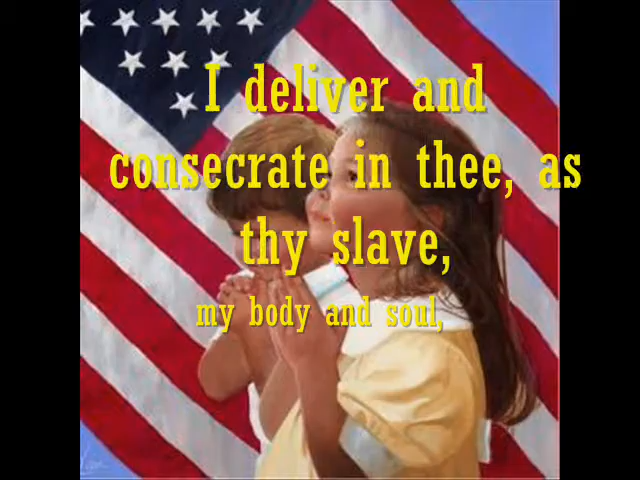 I deliver and
consecrate in thee, as
thy slave,
my body and soul,